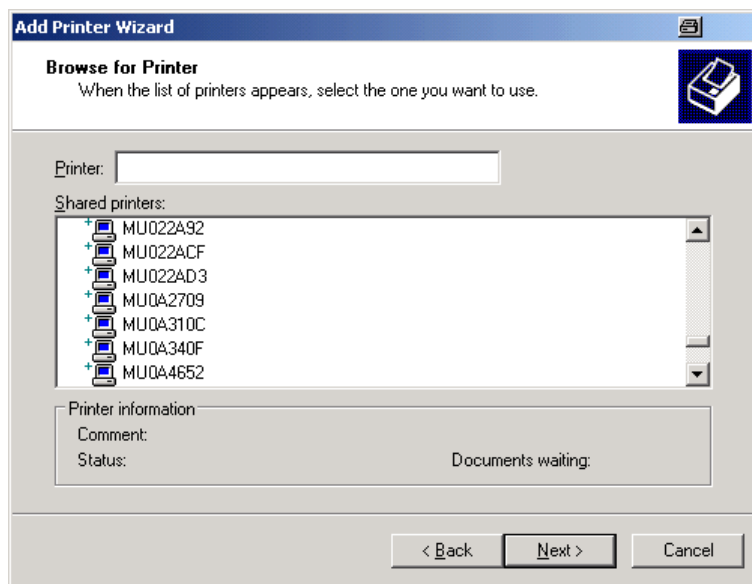 Add Printer Wizard
Browse for Printer
When the list of printers appears, select the one you want to use.
Printer:
Shared printers:
MU022A92
MU022ACF
MU022AD3
MU0A2709
MU0A310C
MU0A340F
MU0A4652
Printer information
Comment:
Status: Documents waiting:
< Back Next > Cancel